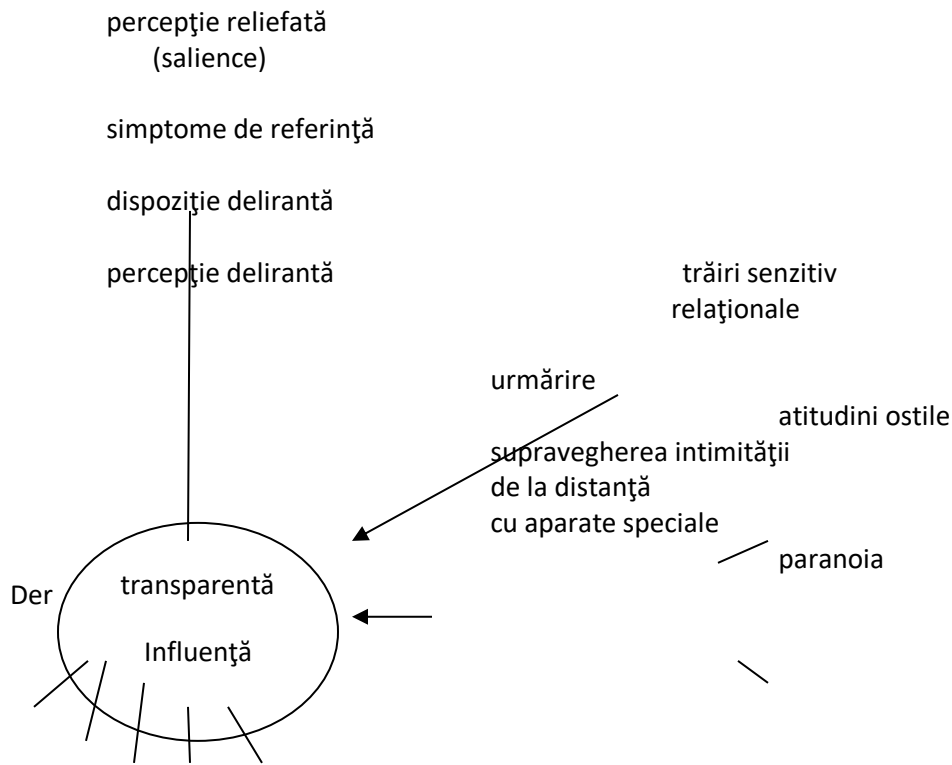 percepţie reliefată
(salience)
simptome de referinţă
dispoziţie delirantă
percepţie delirantă
trăiri senzitiv
relaţionale
urmărire
atitudini ostile
supravegherea intimităţii
de la distanţă
cu aparate speciale
paranoia
Der
transparentă
Influenţă